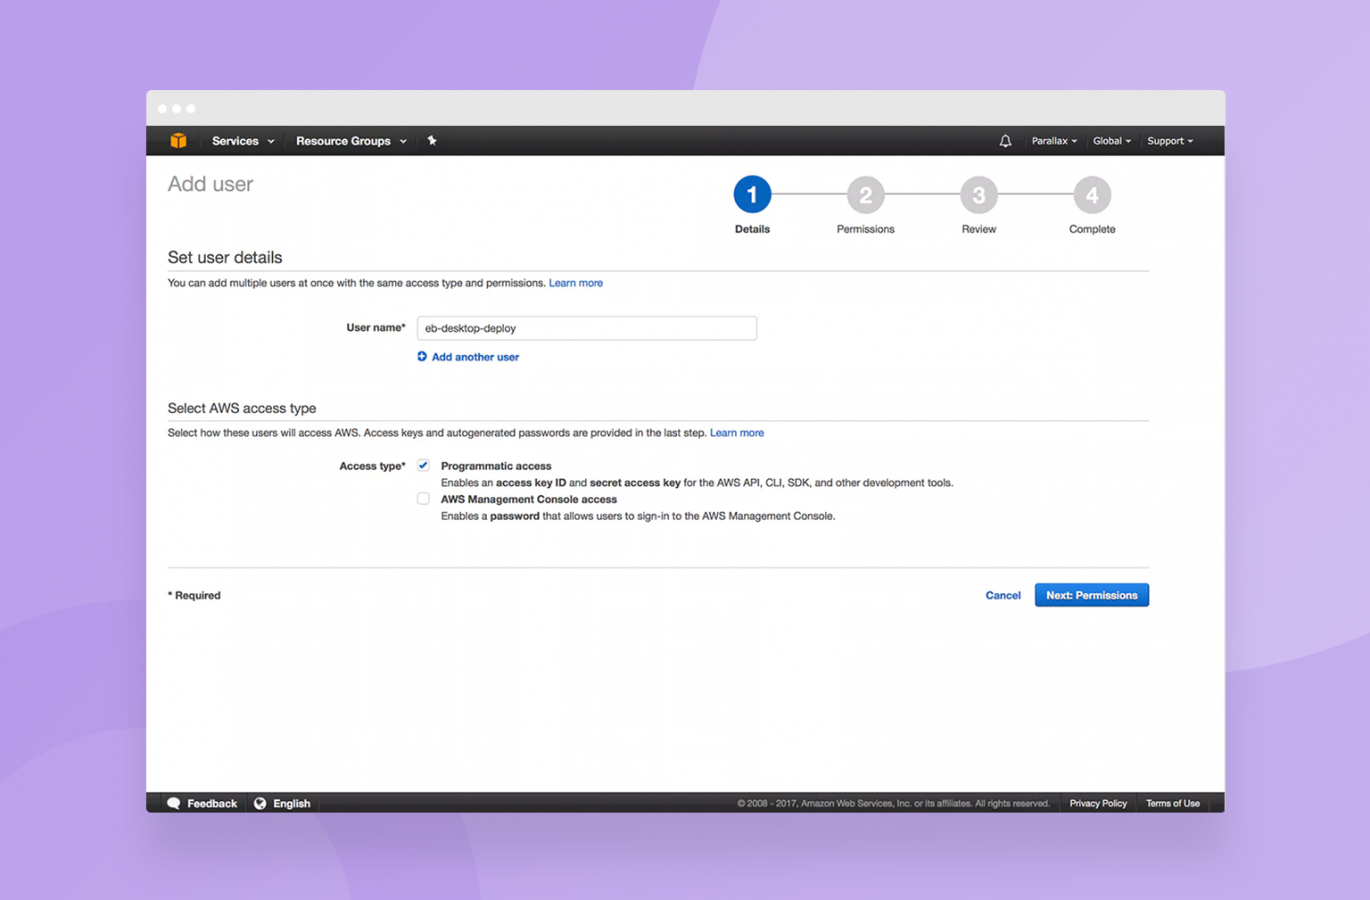 Services
Resource Groups
Parallax
Global
Support
Add user
1
2
3
4
Details
Permissions
Review
Complete
Set user details
You can add multiple users at once with the same access type and permissions. Learn more
User name*
eb-desktop-deploy
Add another user
Select AWS access type
Select how these users will access AWS. Access keys and autogenerated passwords are provided in the last step. Learn more
Access type*
Programmatic access
Enables an access key ID and secret access key for the AWS API, CLI, SDK, and other development tools.
AWS Management Console access
Enables a password that allows users to sign-in to the AWS Management Console.
* Required
Cancel
Next: Permissions
Feedback
English
© 2008 - 2017, Amazon Web Services, Inc. or its affiliates. All rights reserved.
Privacy Policy
Terms of Use